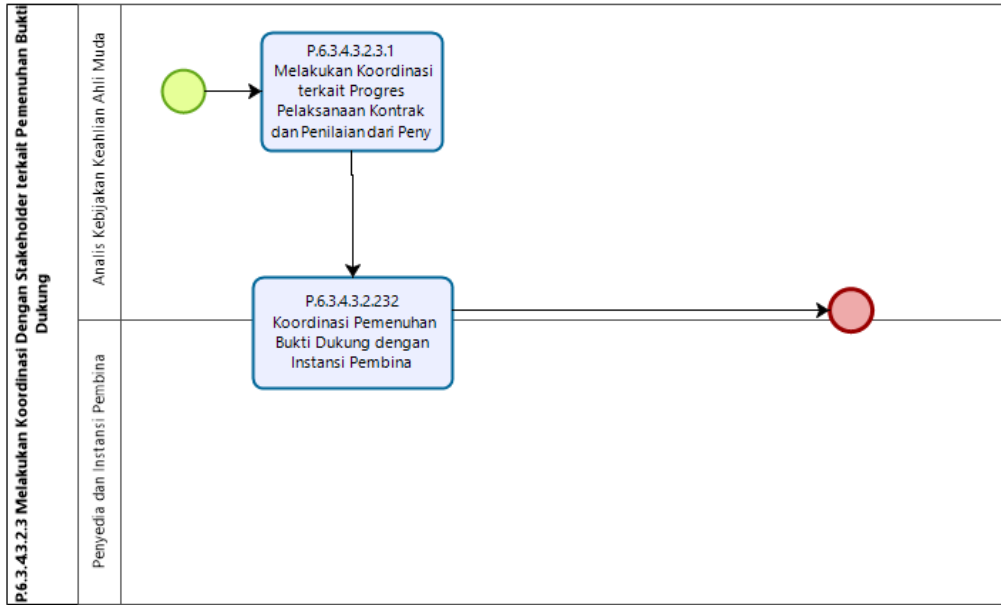 P.6.3.4.3.2.3 Melakukan Koordinasi Dengan Stakeholder terkait Pemenuhan Bukti
Dukung
Analis Kebijakan Keahlian Ahli Muda
P.6.3.4.3.2.3.1
Melakukan Koordinasi
terkait Progres
Pelaksanaan Kontrak
dan Penilaian dari Peny
P.6.3.4.3.2.232
Koordinasi Pemenuhan
Bukti Dukung dengan
Instansi Pembina
Penyedia dan Instansi Pembina